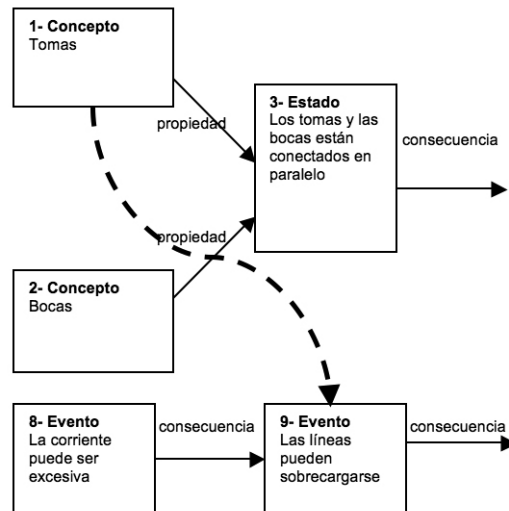 1- Concepto
Tomas
propiedad
3- Estado
Los tomas y las
bocas están
conectados en
paralelo
consecuencia
propiedad
2- Concepto
Bocas
8- Evento
La corriente
puede ser
excesiva
consecuencia
9- Evento
Las líneas
pueden
sobrecargarse
consecuencia